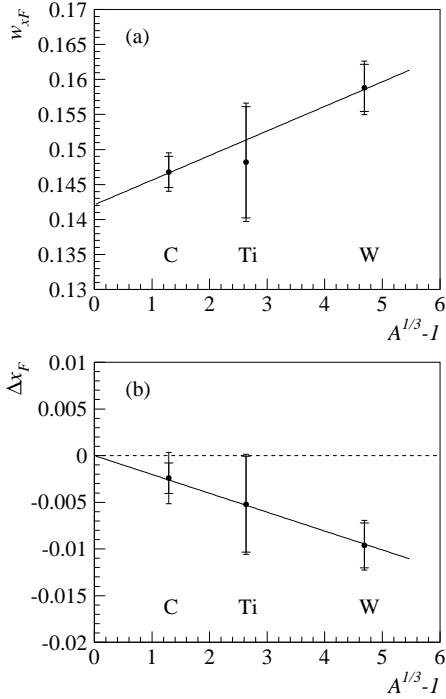 w_xF
0.17
(a)
0.165
0.16
0.155
0.15
0.145
0.14
0.135
C Ti W
0.13
0 1 2 3 4 5 6
A^{1/3}-1
Δx_F
0.01
(b)
0.005
0
-0.005
-0.01
-0.015
C Ti W
-0.02
0 1 2 3 4 5 6
A^{1/3}-1